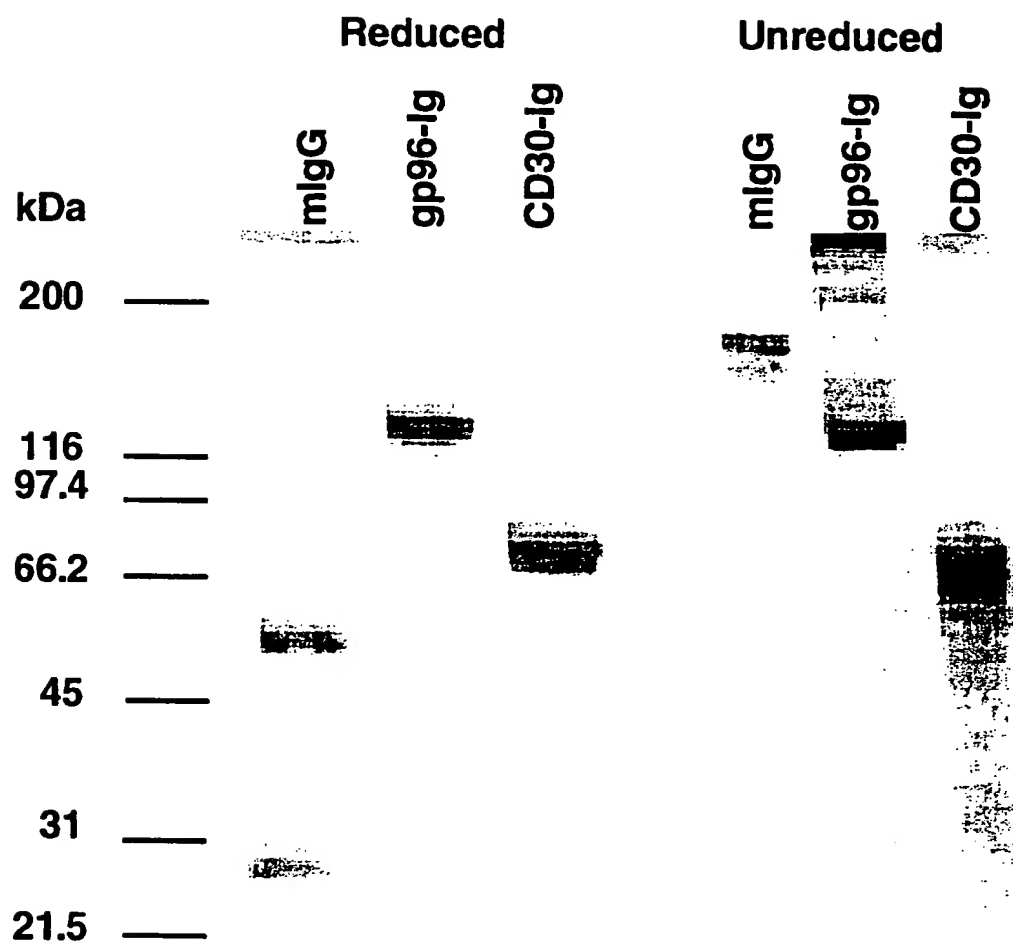 Reduced
Unreduced
mIgG
gp96-Ig
CD30-Ig
mIgG
gp96-Ig
CD30-Ig
kDa
200
116
97.4
66.2
45
31
21.5